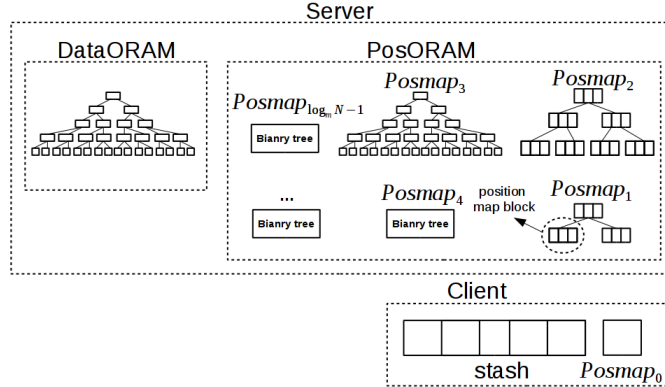 Server
DataORAM
PosORAM
Posmap_{log_m N-1}
Posmap_3
Posmap_2
Bianry tree
...
Bianry tree
Posmap_4
Bianry tree
position
map block
Posmap_1
Client
stash
Posmap_0